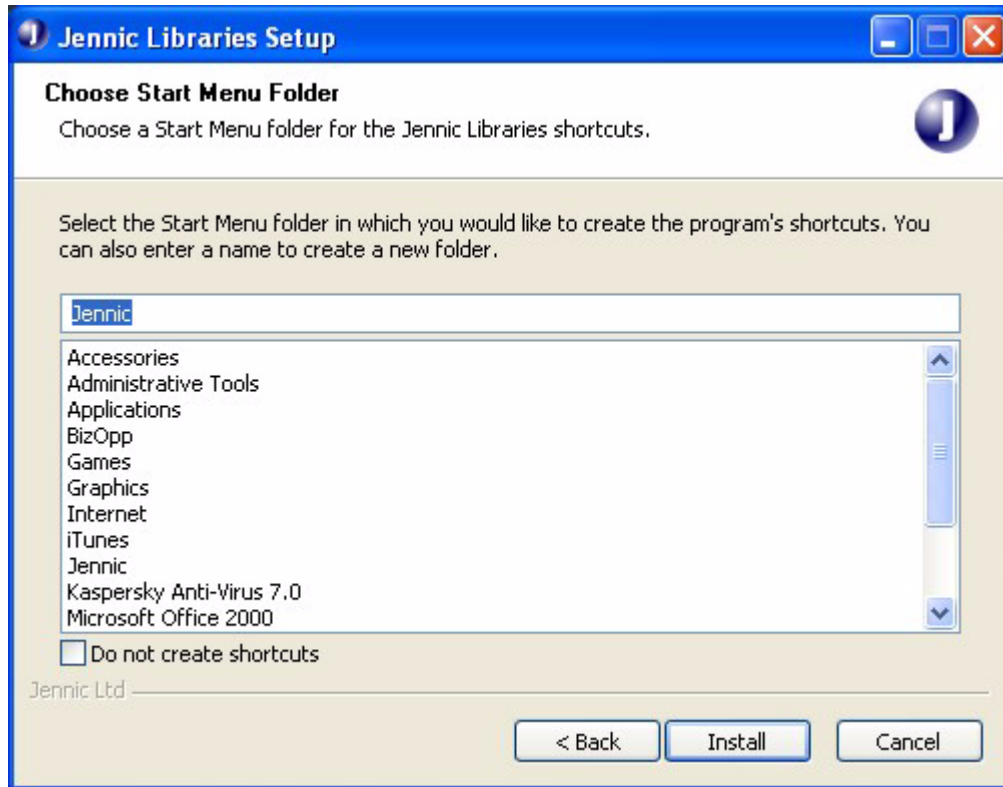 Jennic Libraries Setup
Choose Start Menu Folder
Choose a Start Menu folder for the Jennic Libraries shortcuts.
J
Select the Start Menu folder in which you would like to create the program's shortcuts. You
can also enter a name to create a new folder.
Jennic
Accessories
Administrative Tools
Applications
BizOpp
Games
Graphics
Internet
iTunes
Jennic
Kaspersky Anti-Virus 7.0
Microsoft Office 2000
Do not create shortcuts
Jennic Ltd
< Back Install Cancel